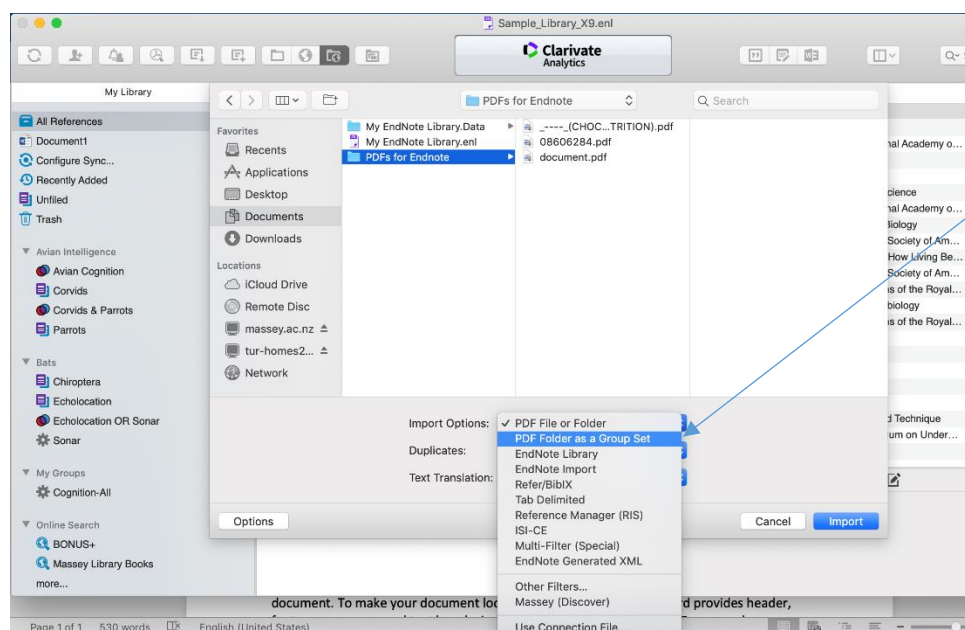 Sample_Library_X9.enl
Clarivate
Analytics
My Library
All References
Document1
Configure Sync...
Recently Added
Unfiled
Trash
Avian Intelligence
Avian Cognition
Corvids
Corvids & Parrots
Parrots
Bats
Chiroptera
Echolocation
Echolocation OR Sonar
Sonar
My Groups
Cognition-All
Online Search
BONUS+
Massey Library Books
more...
PDFs for Endnote
Search
Favorites
Recents
Applications
Desktop
Documents
Downloads
Locations
iCloud Drive
Remote Disc
massey.ac.nz
tur-homes2...
Network
My EndNote Library.Data
My EndNote Library.enl
PDFs for Endnote
_----_(CHOC...TRITION).pdf
08606284.pdf
document.pdf
Import Options:
Duplicates:
Text Translation:
✓ PDF File or Folder
PDF Folder as a Group Set
EndNote Library
EndNote Import
Refer/BibIX
Tab Delimited
Reference Manager (RIS)
ISI-CE
Multi-Filter (Special)
EndNote Generated XML
Other Filters...
Massey (Discover)
Use Connection File...
Options
Cancel
Import
nal Academy o...
cience
nal Academy o...
Biology
Society of Am...
How Living Be...
Society of Am...
ns of the Royal...
biology
ns of the Royal...
d Technique
um on Under...
document. To make your document loo
d provides header,
Page 1 of 1
530 words
English (United States)